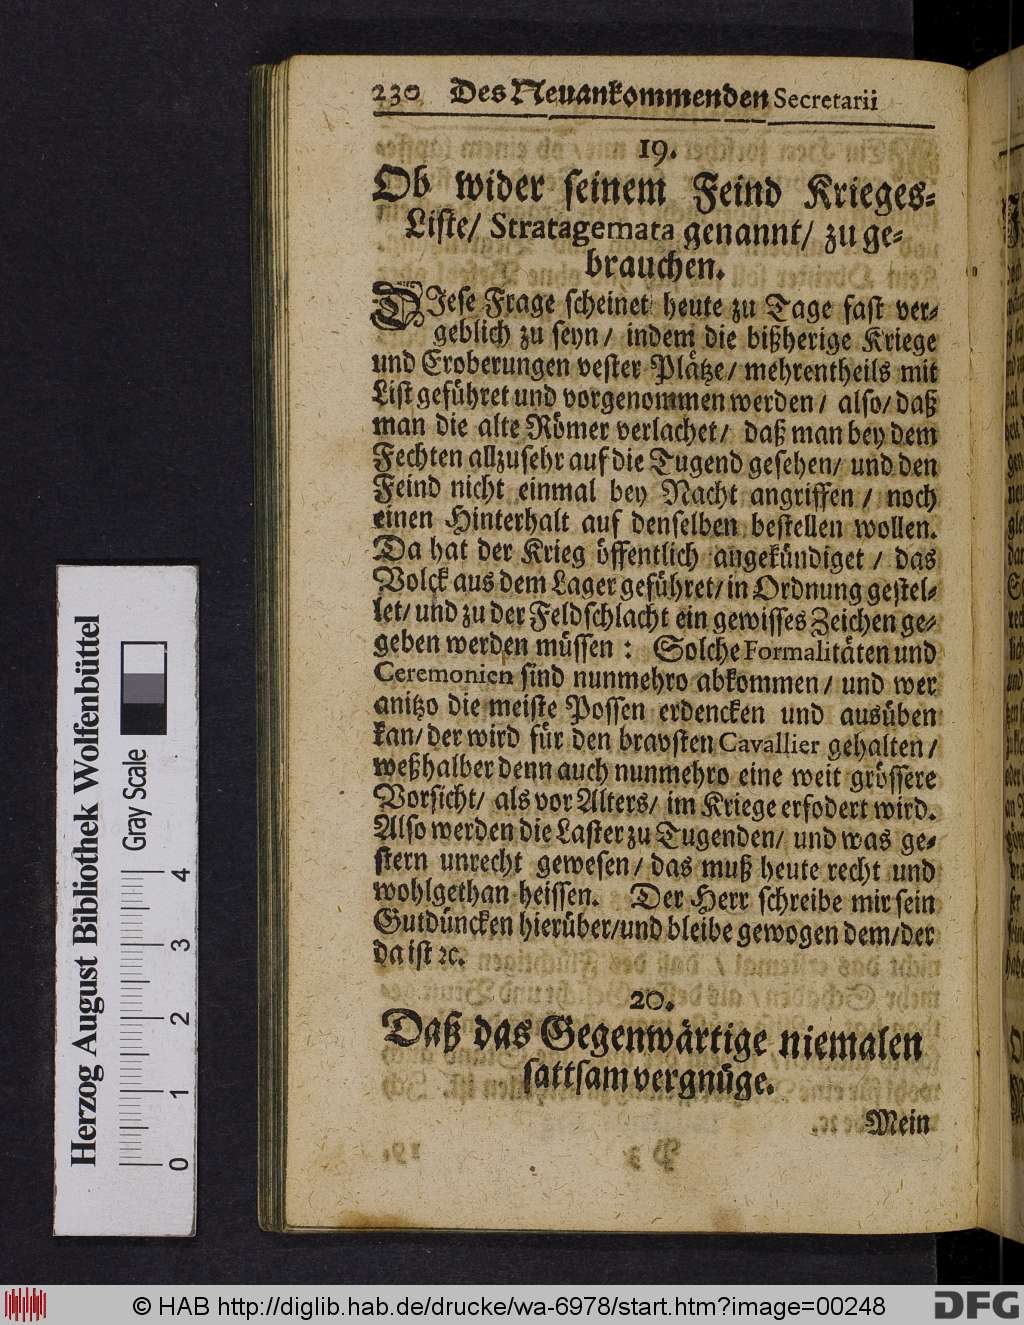 230 Des Neuankommenden Secretarii
19.
Ob wider seinem Feind Krieges-
Liste/ Stratagemata genannt/ zu ge-
brauchen.
DIese Frage scheinet heute zu Tage fast ver-
geblich zu seyn/ indem die bißherige Kriege
und Eroberungen vester Plätze/ mehrentheils mit
List geführet und vorgenommen werden/ also/ daß
man die alte Römer verlachet/ daß man bey dem
Fechten allzusehr auf die Tugend gesehen/ und den
Feind nicht einmal bey Nacht angriffen/ noch
einen Hinterhalt auf denselben bestellen wollen.
Da hat der Krieg öffentlich angekündiget/ das
Volck aus dem Lager geführet/ in Ordnung gestel-
let/ und zu der Feldschlacht ein gewisses Zeichen ge-
geben werden müssen: Solche Formalitäten und
Ceremonien sind nunmehro abkommen/ und wer
anitzo die meiste Possen erdencken und ausüben
kan/ der wird für den bravsten Cavallier gehalten/
weßhalber denn auch nunmehro eine weit grössere
Vorsicht/ als vor Alters/ im Kriege erfodert wird.
Also werden die Laster zu Tugenden/ und was ge-
stern unrecht gewesen/ das muß heute recht und
wohlgethan heissen. Der Herr schreibe mir sein
Gutdüncken hierüber/ und bleibe gewogen dem/ der
da ist ꝛc.
20.
Daß das Gegenwärtige niemalen
sattsam vergnüge.
Mein
Herzog August Bibliothek Wolfenbüttel
Gray Scale
0 1 2 3 4
© HAB http://diglib.hab.de/drucke/wa-6978/start.htm?image=00248
DFG